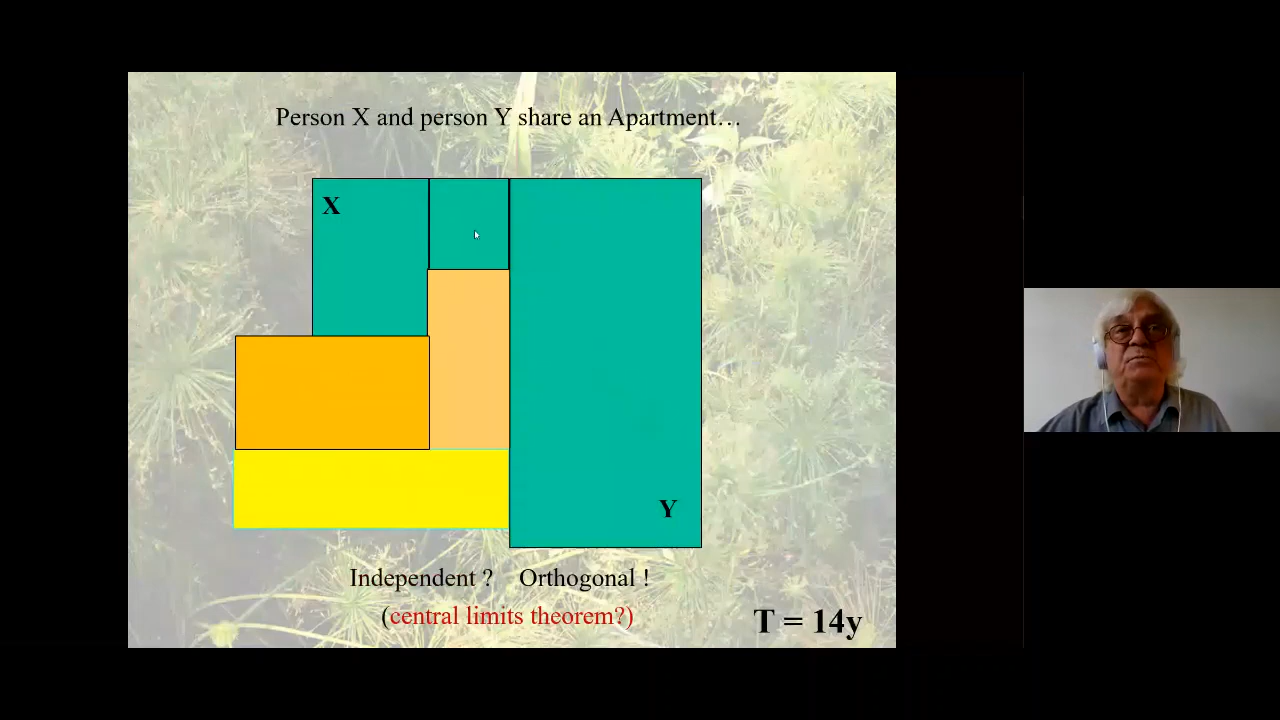 Person X and person Y share an Apartment…
X
Y
Independent ? Orthogonal !
(central limits theorem?)
T = 14y